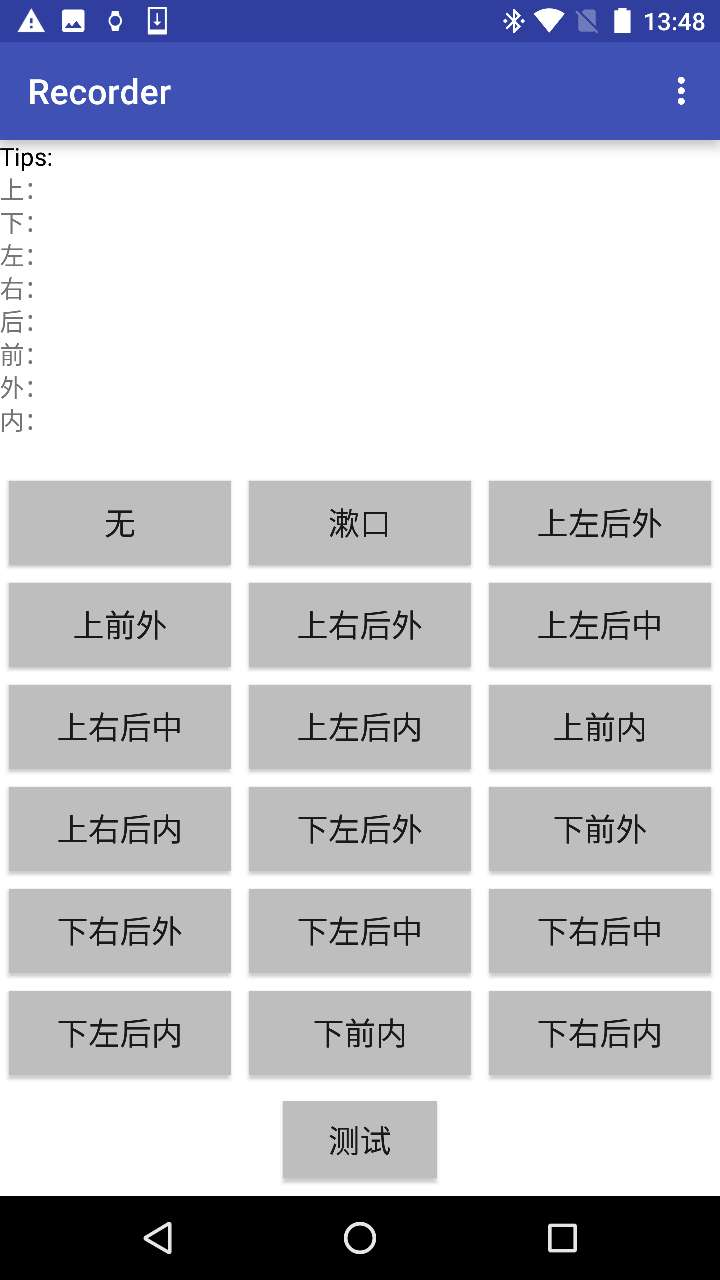 13:48
Recorder
Tips:
上：
下：
左：
右：
后：
前：
外：
内：
无 漱口 上左后外
上前外 上右后外 上左后中
上右后中 上左后内 上前内
上右后内 下左后外 下前外
下右后外 下左后中 下右后中
下左后内 下前内 下右后内
测试